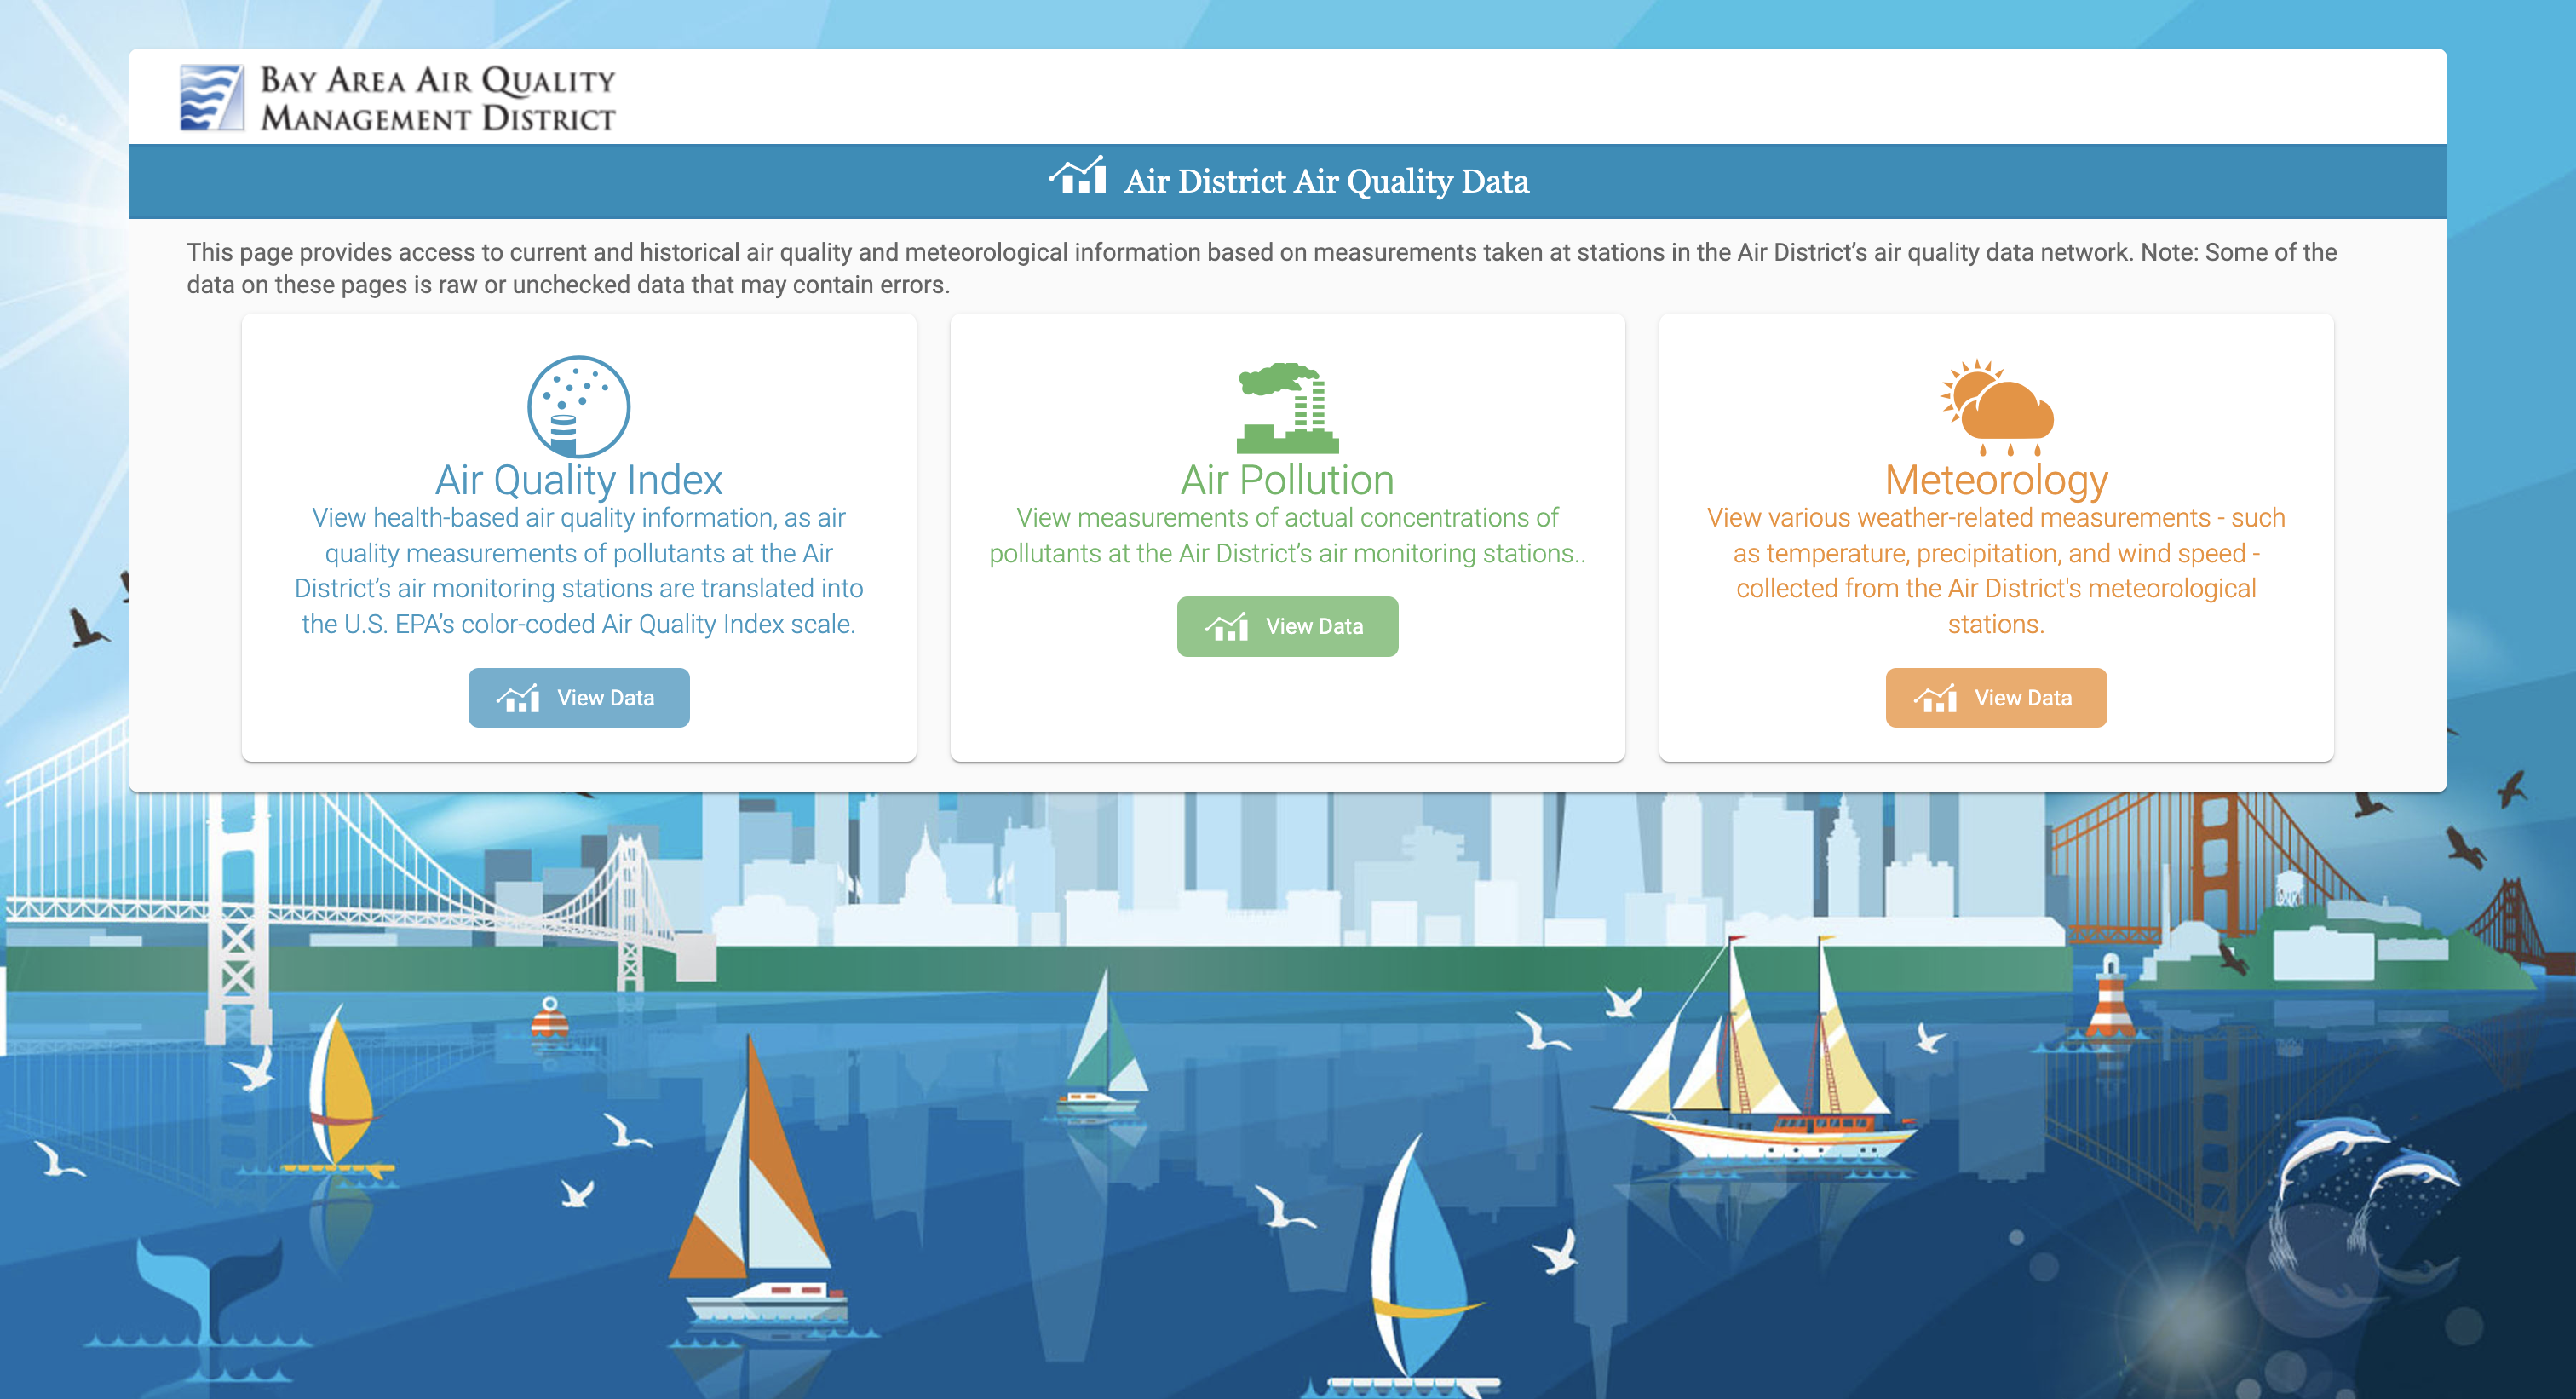 BAY AREA AIR QUALITY
MANAGEMENT DISTRICT
Air District Air Quality Data
This page provides access to current and historical air quality and meteorological information based on measurements taken at stations in the Air District’s air quality data network. Note: Some of the
data on these pages is raw or unchecked data that may contain errors.
Air Quality Index
View health-based air quality information, as air
quality measurements of pollutants at the Air
District’s air monitoring stations are translated into
the U.S. EPA’s color-coded Air Quality Index scale.
View Data
Air Pollution
View measurements of actual concentrations of
pollutants at the Air District’s air monitoring stations..
View Data
Meteorology
View various weather-related measurements - such
as temperature, precipitation, and wind speed -
collected from the Air District's meteorological
stations.
View Data